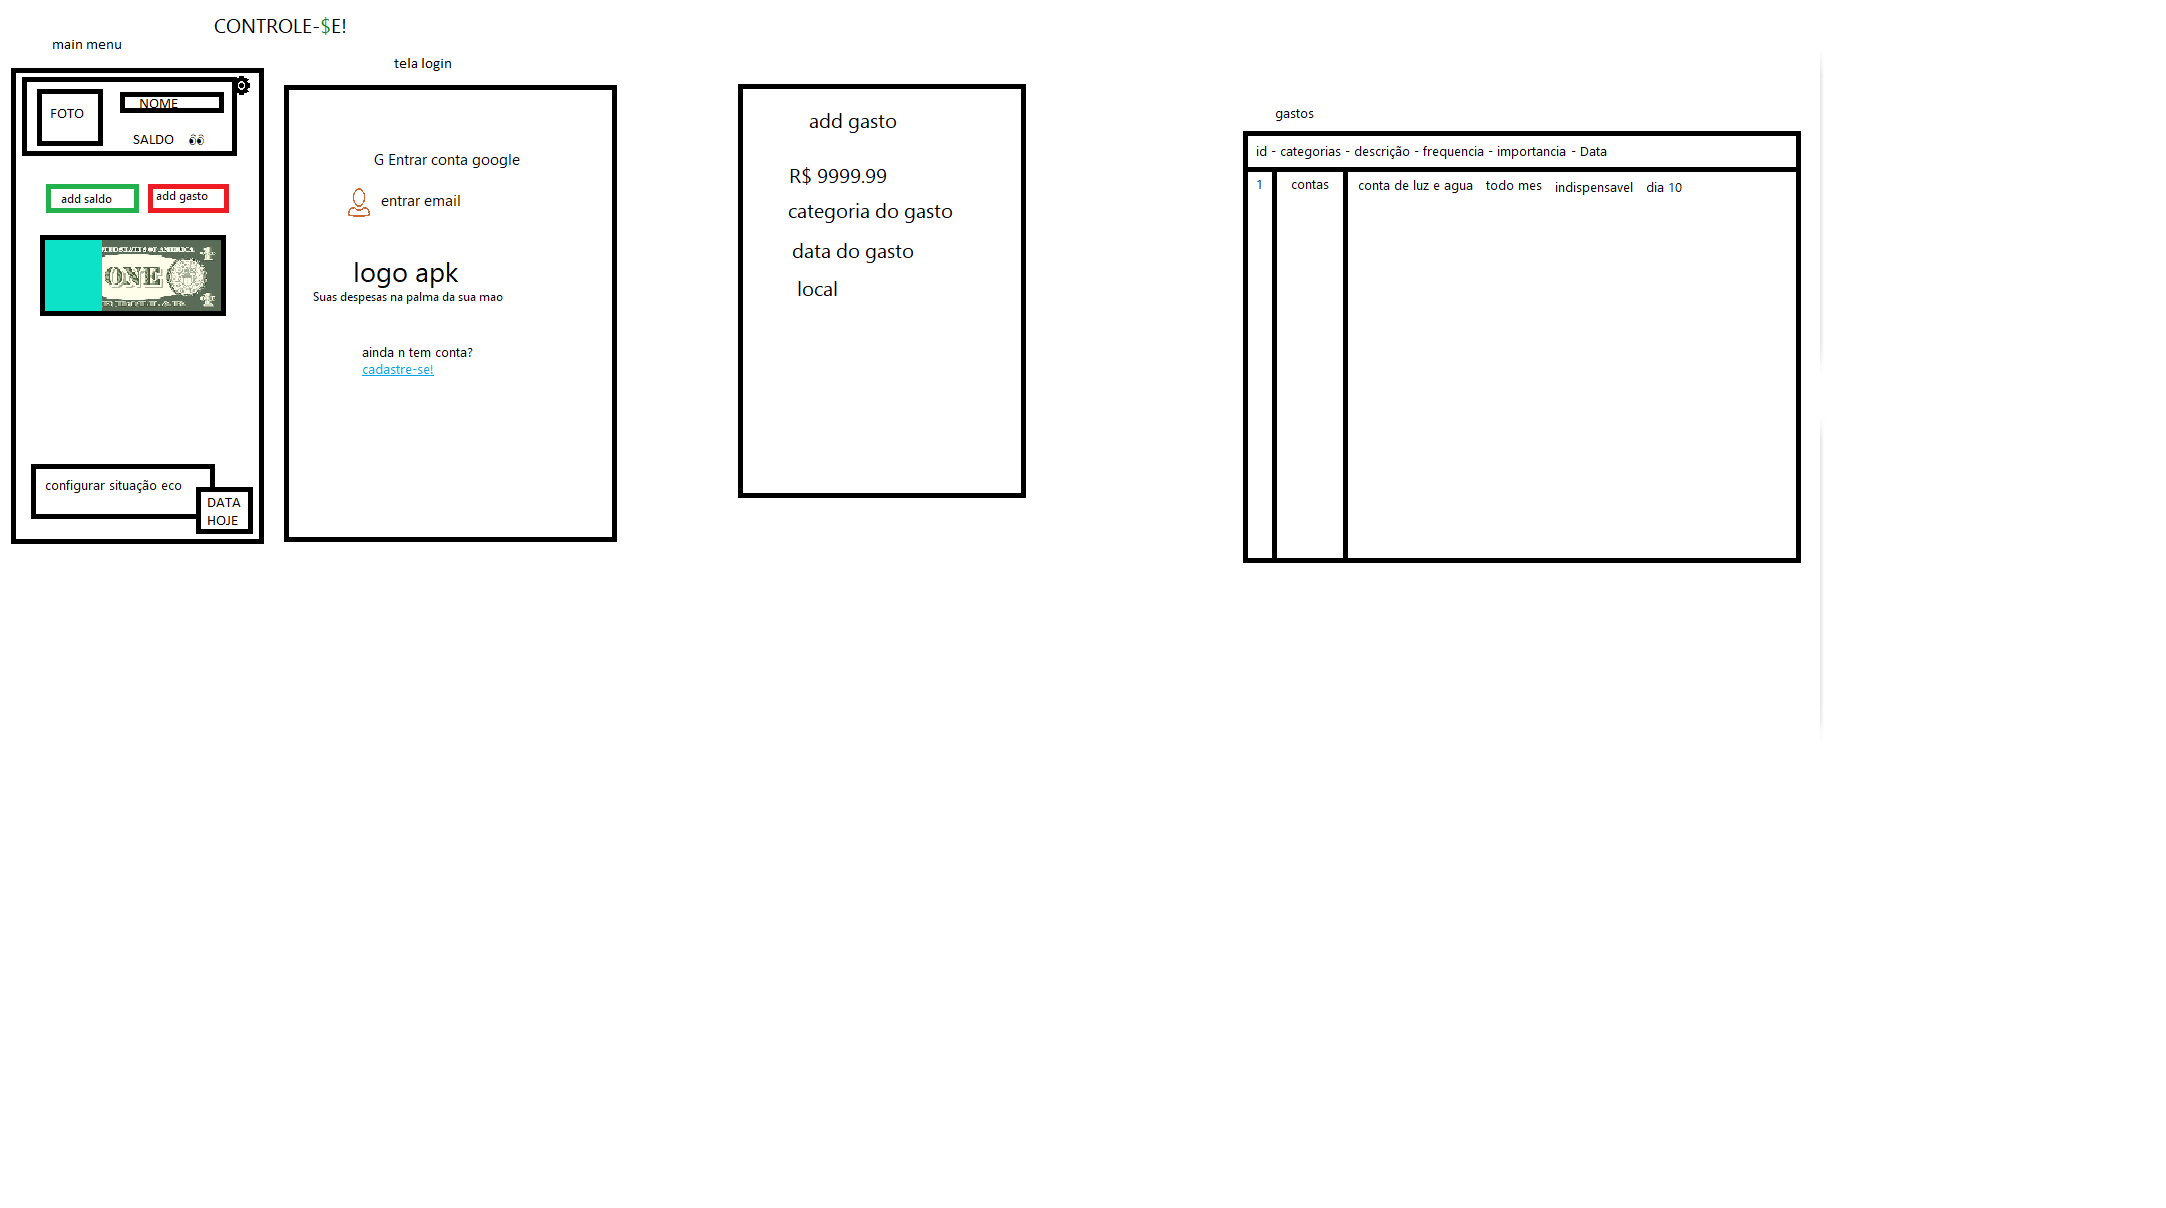 CONTROLE-$E!
main menu
FOTO
NOME
SALDO
add saldo
add gasto
ONE
configurar situação eco
DATA
HOJE
tela login
G Entrar conta google
entrar email
logo apk
Suas despesas na palma da sua mao
ainda n tem conta?
cadastre-se!
add gasto
R$ 9999.99
categoria do gasto
data do gasto
local
gastos
id - categorias - descrição - frequencia - importancia - Data
1 contas conta de luz e agua todo mes indispensavel dia 10